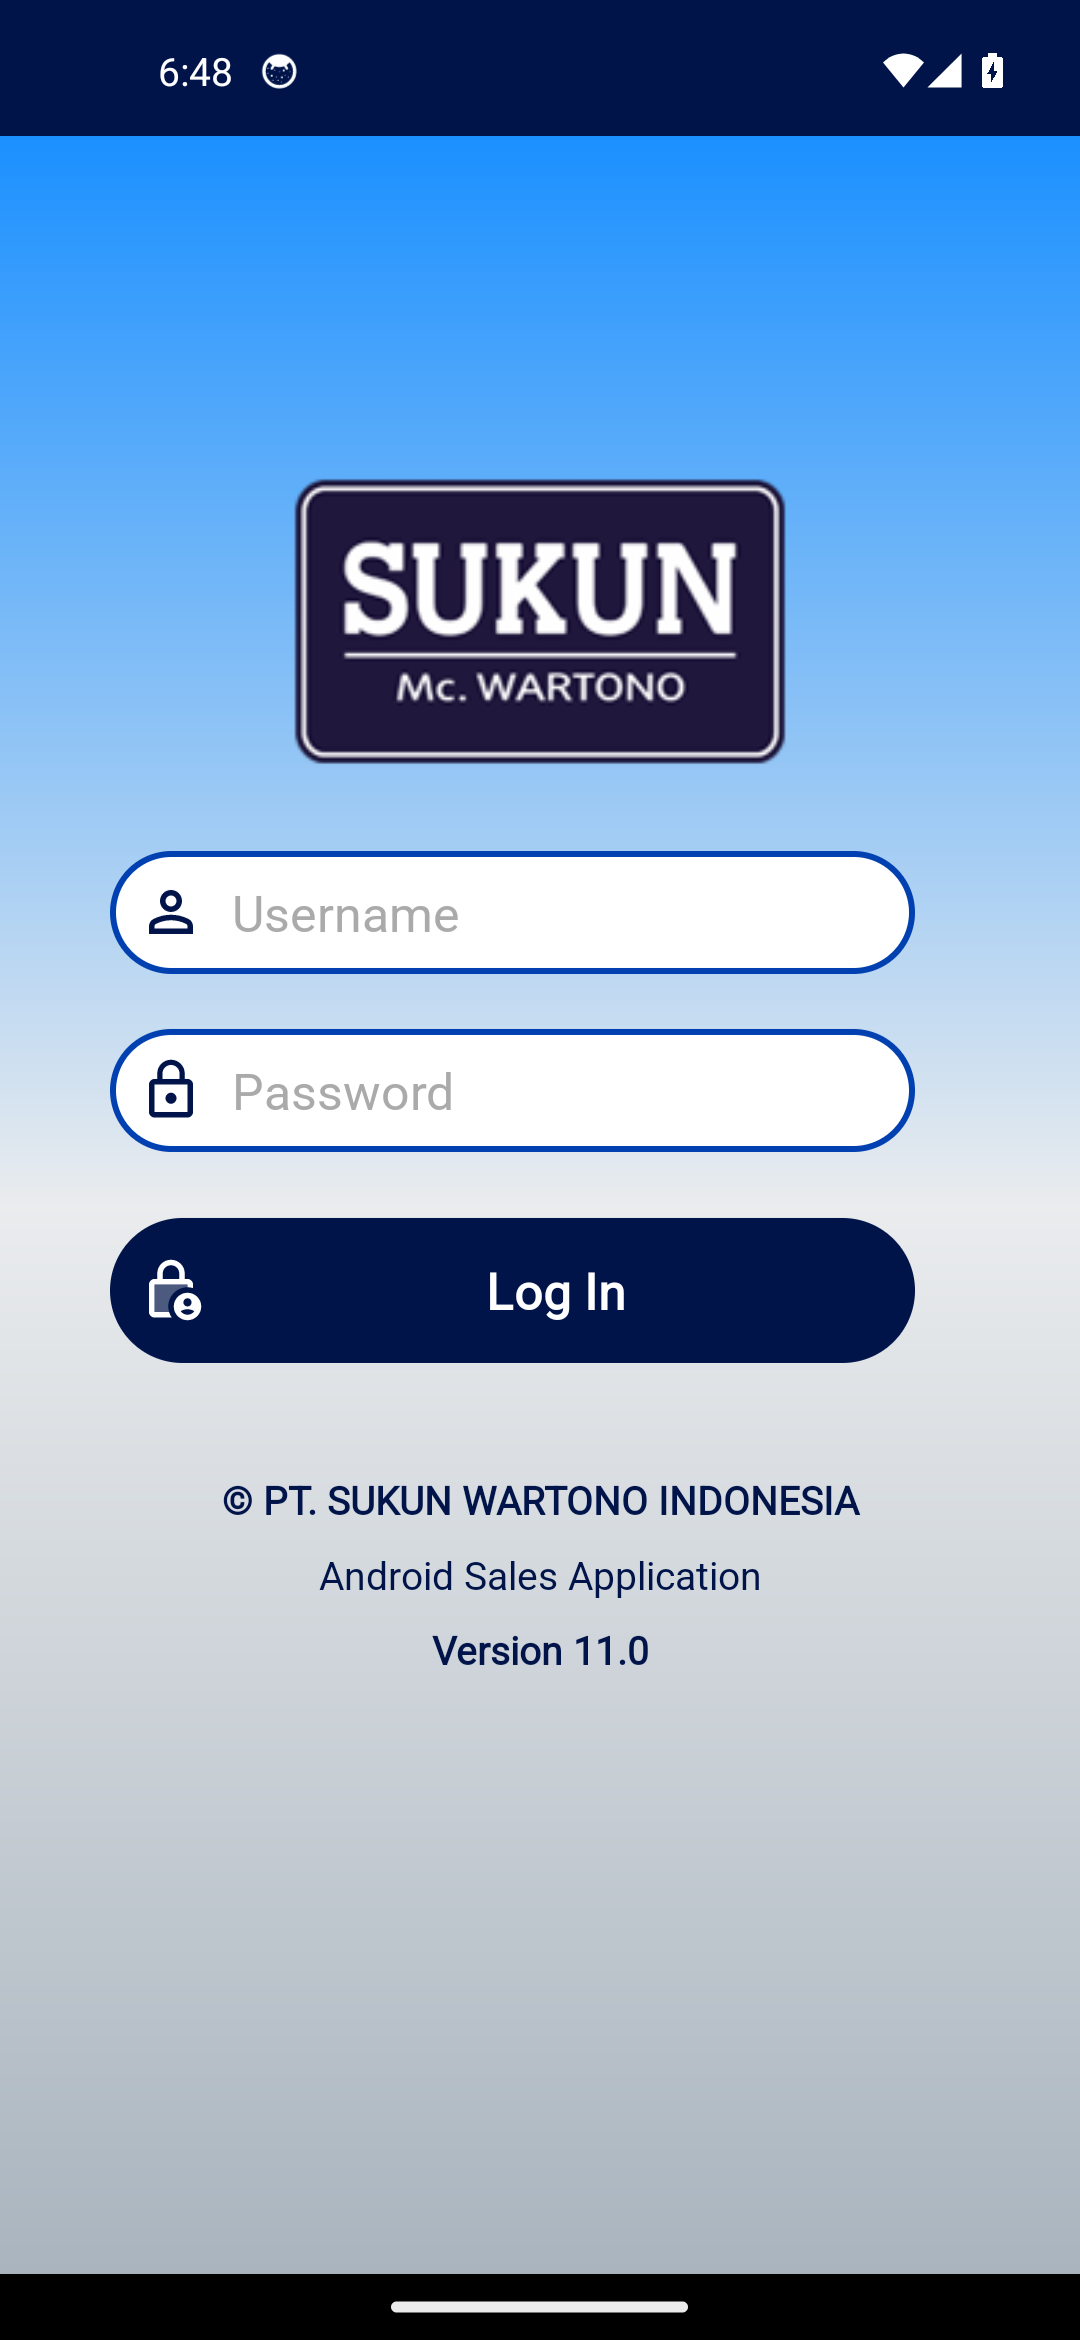 6:48
SUKUN
Mc. WARTONO
Username
Password
Log In
© PT. SUKUN WARTONO INDONESIA
Android Sales Application
Version 11.0